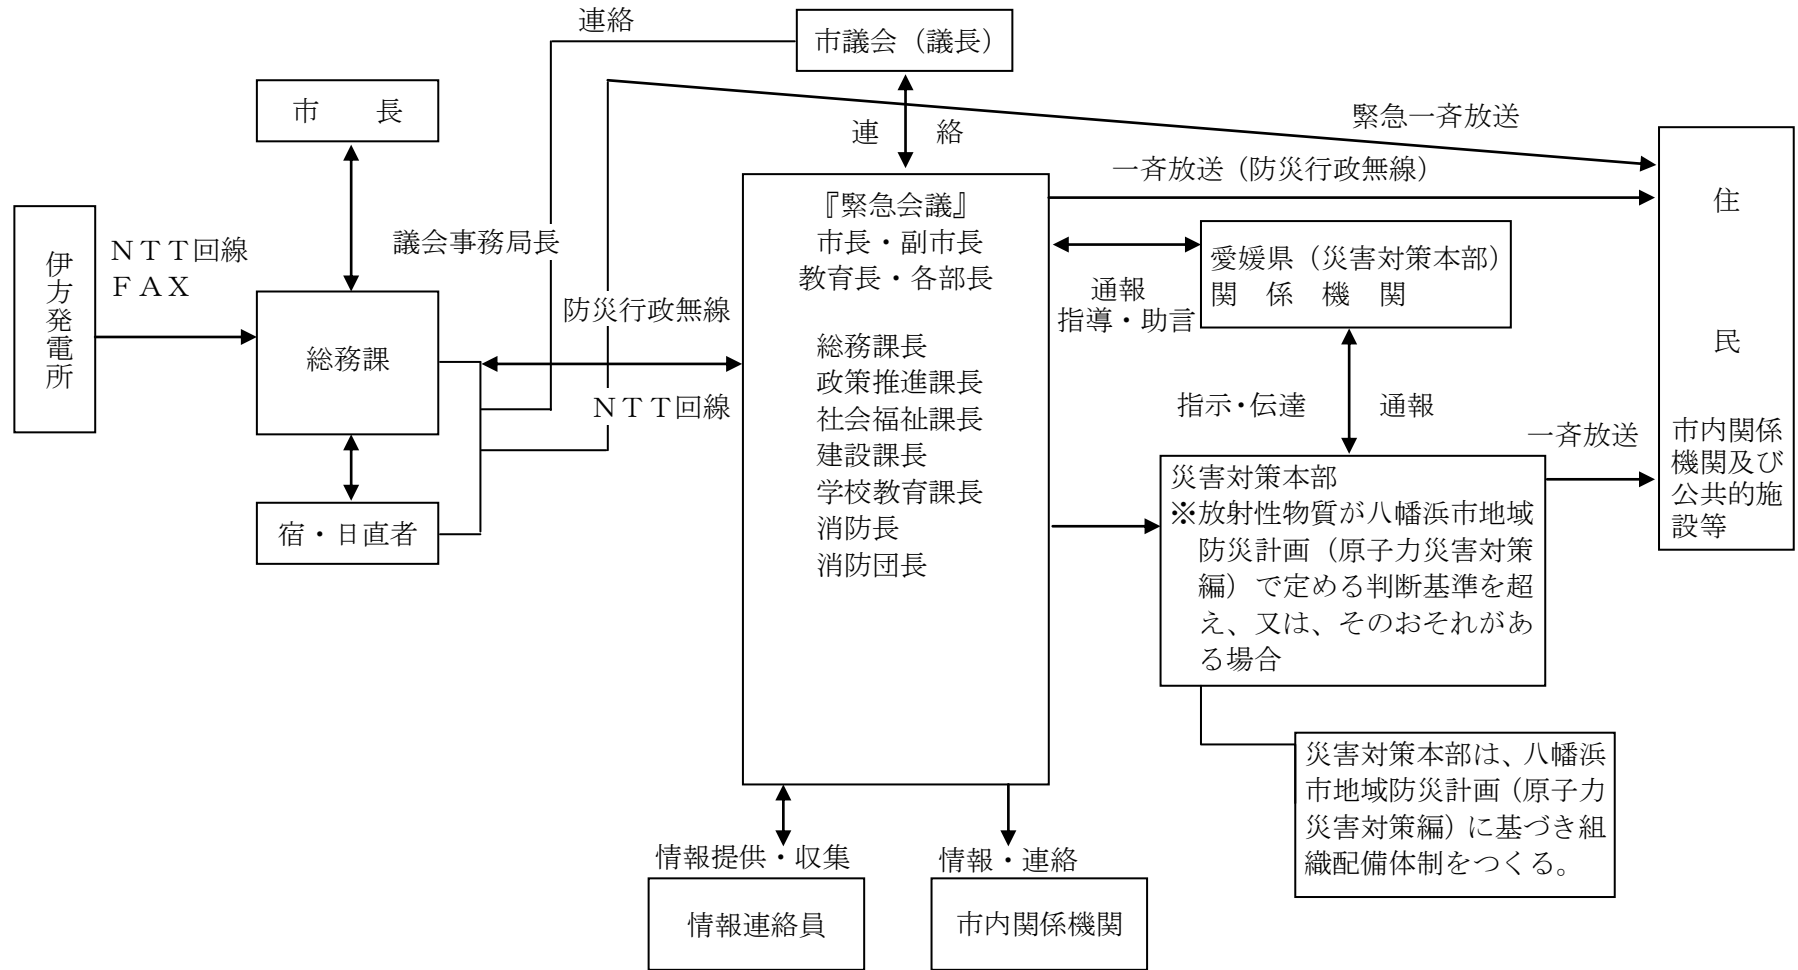 連絡
市議会（議長）
市　　長
連　　絡
緊急一斉放送
一斉放送（防災行政無線）
伊方発電所
ＮＴＴ回線
ＦＡＸ
議会事務局長
総務課
防災行政無線
ＮＴＴ回線
宿・日直者
『緊急会議』
市長・副市長
教育長・各部長
総務課長
政策推進課長
社会福祉課長
建設課長
学校教育課長
消防長
消防団長
愛媛県（災害対策本部）
関　係　機　関
通報
指導・助言
指示・伝達
通報
一斉放送
住
民
市内関係
機関及び
公共的施
設等
災害対策本部
※放射性物質が八幡浜市地域
防災計画（原子力災害対策
編）で定める判断基準を超
え、又は、そのおそれがあ
る場合
災害対策本部は、八幡浜
市地域防災計画（原子力
災害対策編）に基づき組
織配備体制をつくる。
情報提供・収集
情報連絡員
情報・連絡
市内関係機関